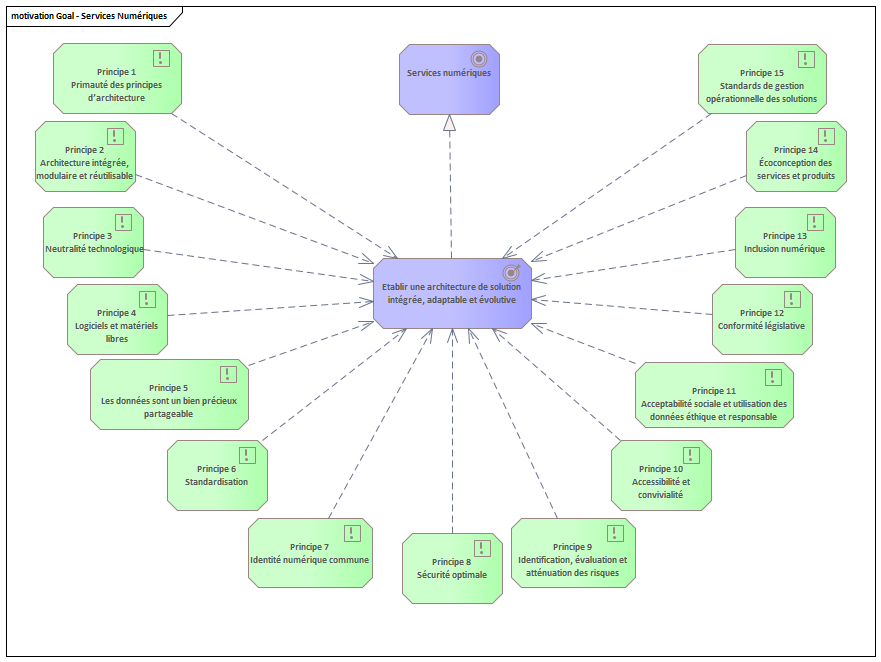 motivation Goal - Services Numériques
Principe 1
Primauté des principes
d'architecture
Services numériques
Principe 15
Standards de gestion
opérationnelle des solutions
Principe 2
Architecture intégrée,
modulaire et réutilisable
Principe 14
Écoconception des
services et produits
Principe 3
Neutralité technologique
Principe 13
Inclusion numérique
Etablir une architecture de solution
intégrée, adaptable et évolutive
Principe 4
Logiciels et matériels
libres
Principe 12
Conformité législative
Principe 5
Les données sont un bien précieux
partageable
Principe 11
Acceptabilité sociale et utilisation des
données éthique et responsable
Principe 6
Standardisation
Principe 10
Accessibilité et
convivialité
Principe 7
Identité numérique commune
Principe 8
Sécurité optimale
Principe 9
Identification, évaluation et
atténuation des risques